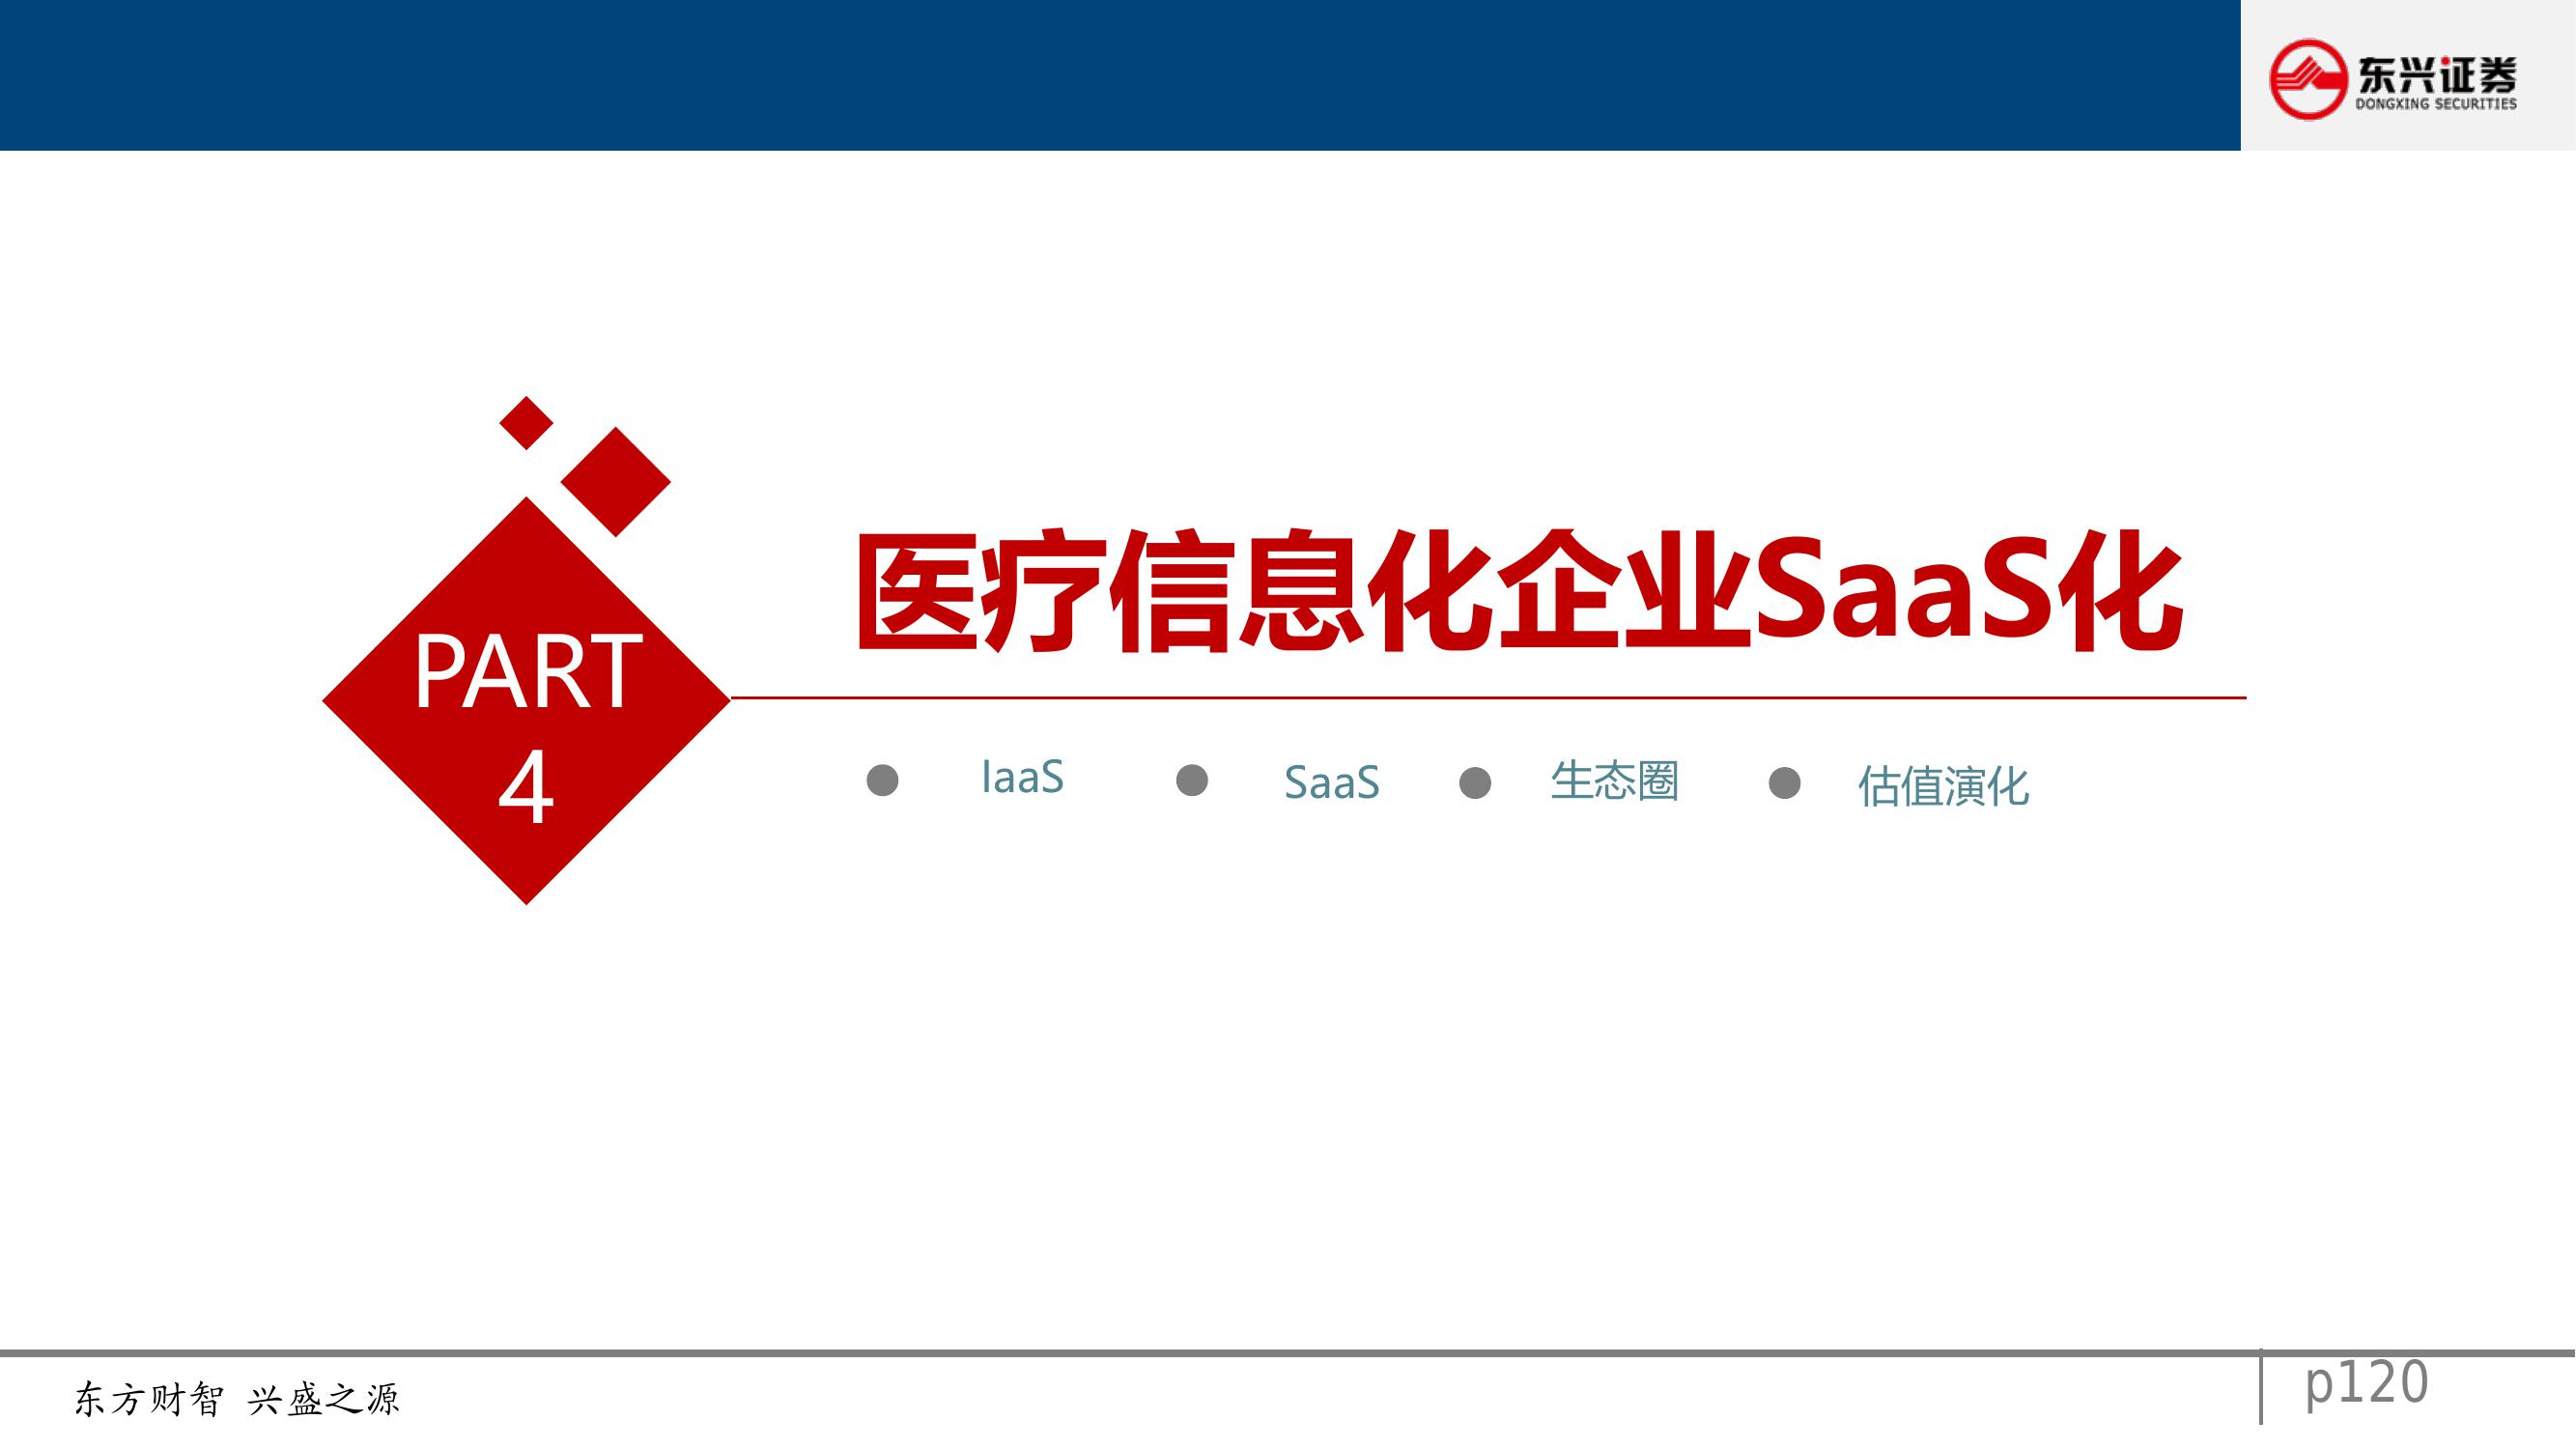 东兴证券
DONGXING SECURITIES
医疗信息化企业SaaS化
PART
4
IaaS
SaaS
生态圈
估值演化
东方财智 兴盛之源
p120